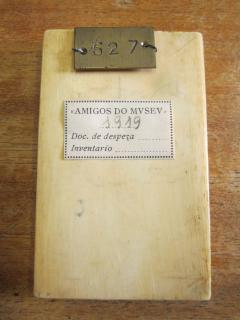 527
«AMIGOS DO MVSEV»
1919
Doc. de despeza
Inventario